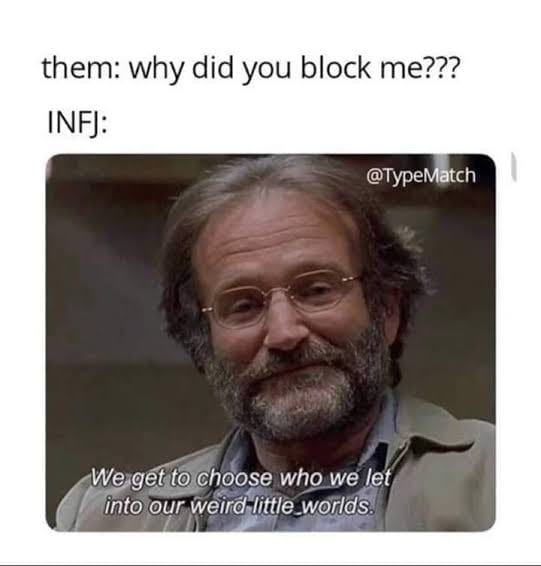 them: why did you block me???
INFJ:
@TypeMatch
We get to choose who we let
into our weird little worlds.